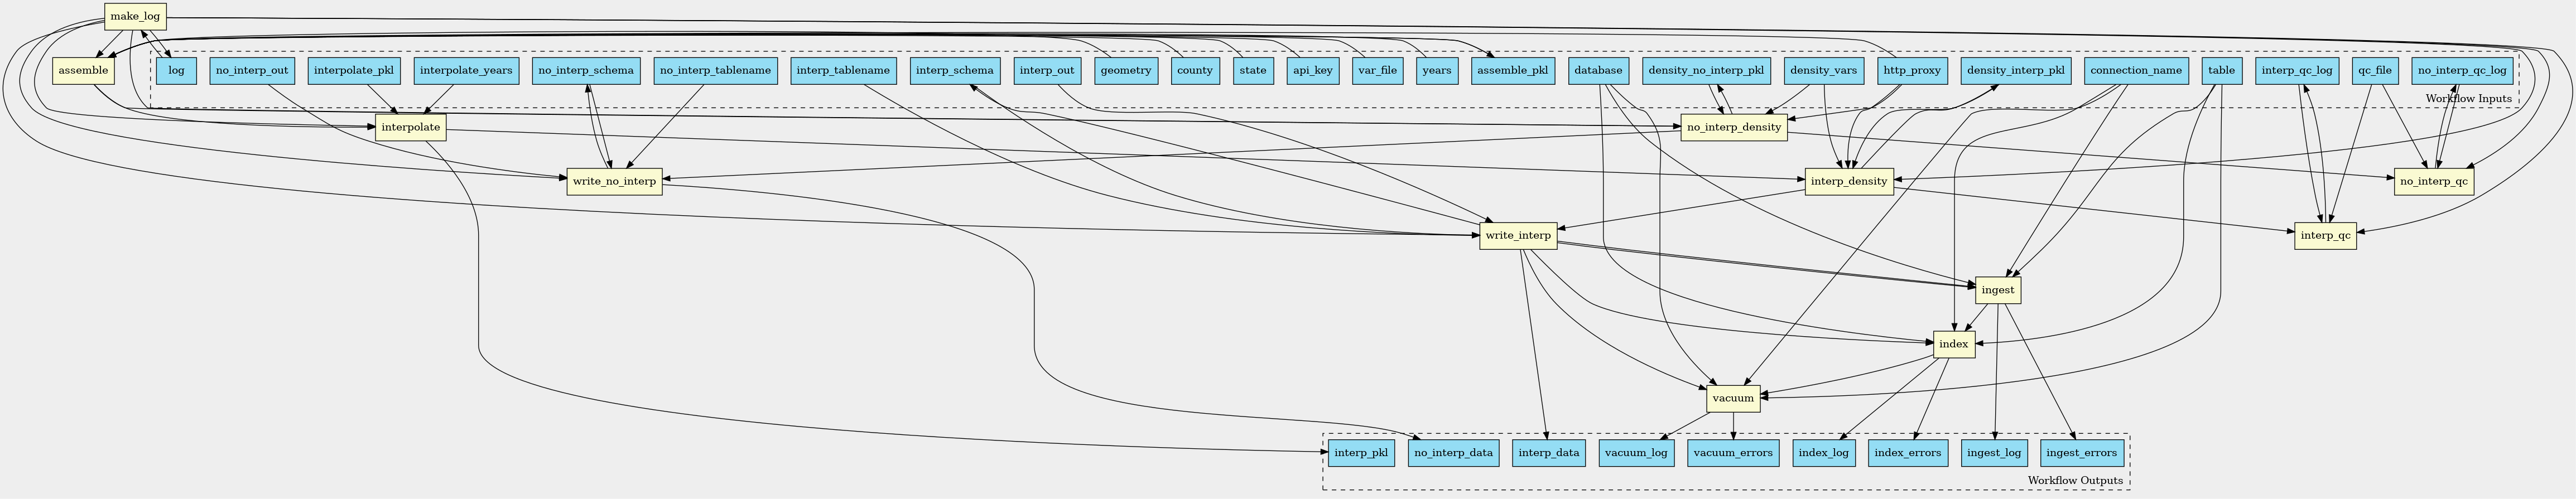 make_log
assemble
log
no_interp_out
interpolate_pkl
interpolate_years
no_interp_schema
no_interp_tablename
interp_tablename
interp_schema
interp_out
geometry
county
state
api_key
var_file
years
assemble_pkl
database
density_no_interp_pkl
density_vars
http_proxy
density_interp_pkl
connection_name
table
interp_qc_log
qc_file
no_interp_qc_log
Workflow Inputs
interpolate
no_interp_density
write_no_interp
interp_density
no_interp_qc
write_interp
interp_qc
ingest
index
vacuum
interp_pkl
no_interp_data
interp_data
vacuum_log
vacuum_errors
index_log
index_errors
ingest_log
ingest_errors
Workflow Outputs